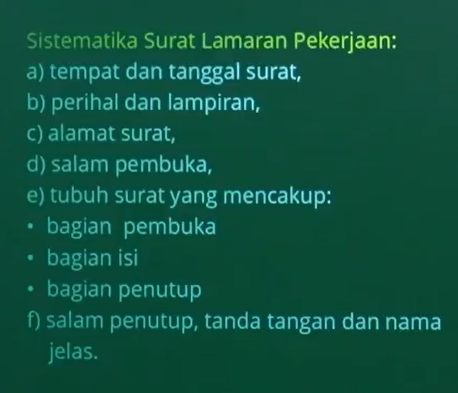 Sistematika Surat Lamaran Pekerjaan:
a) tempat dan tanggal surat,
b) perihal dan lampiran,
c) alamat surat,
d) salam pembuka,
e) tubuh surat yang mencakup:
• bagian pembuka
• bagian isi
• bagian penutup
f) salam penutup, tanda tangan dan nama
jelas.